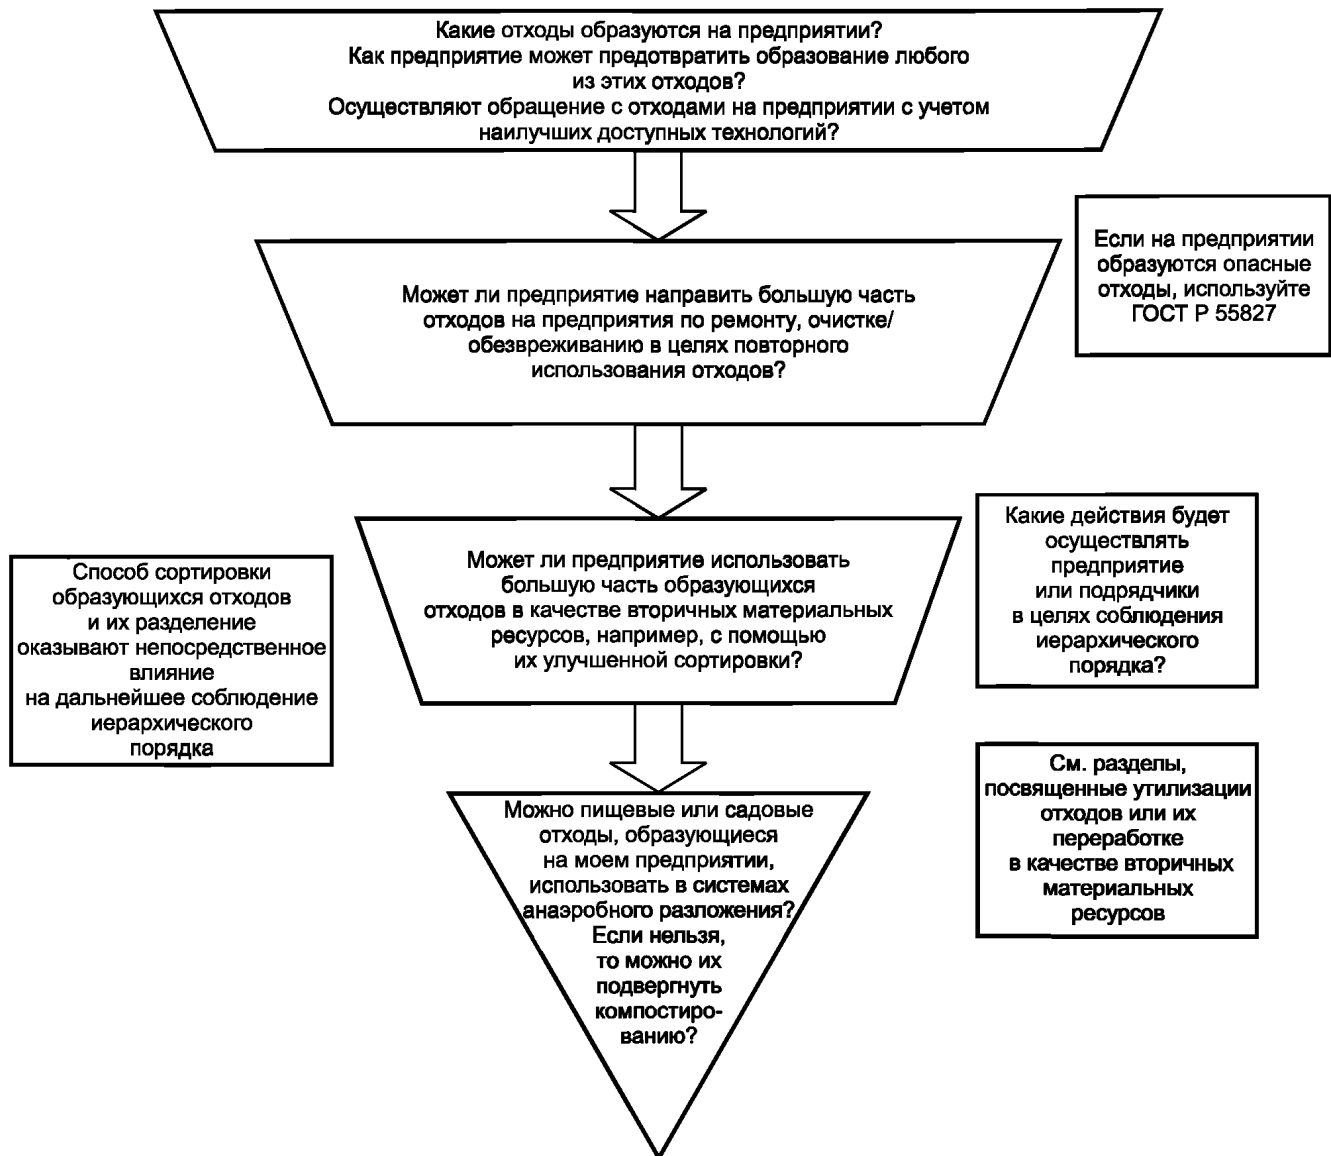 Какие отходы образуются на предприятии?
Как предприятие может предотвратить образование любого
из этих отходов?
Осуществляют обращение с отходами на предприятии с учетом
наилучших доступных технологий?
Если на предприятии
образуются опасные
отходы, используйте
ГОСТ Р 55827
Может ли предприятие направить большую часть
отходов на предприятия по ремонту, очистке/
обезвреживанию в целях повторного
использования отходов?
Способ сортировки
образующихся отходов
и их разделение
оказывают непосредственное
влияние
на дальнейшее соблюдение
иерархического
порядка
Может ли предприятие использовать
большую часть образующихся
отходов в качестве вторичных материальных
ресурсов, например, с помощью
их улучшенной сортировки?
Какие действия будет
осуществлять
предприятие
или подрядчики
в целях соблюдения
иерархического
порядка?
См. разделы,
посвященные утилизации
отходов или их
переработке
в качестве вторичных
материальных
ресурсов
Можно пищевые или садовые
отходы, образующиеся
на моем предприятии,
использовать в системах
анаэробного разложения?
Если нельзя,
то можно их
подвергнуть
компостиро-
ванию?